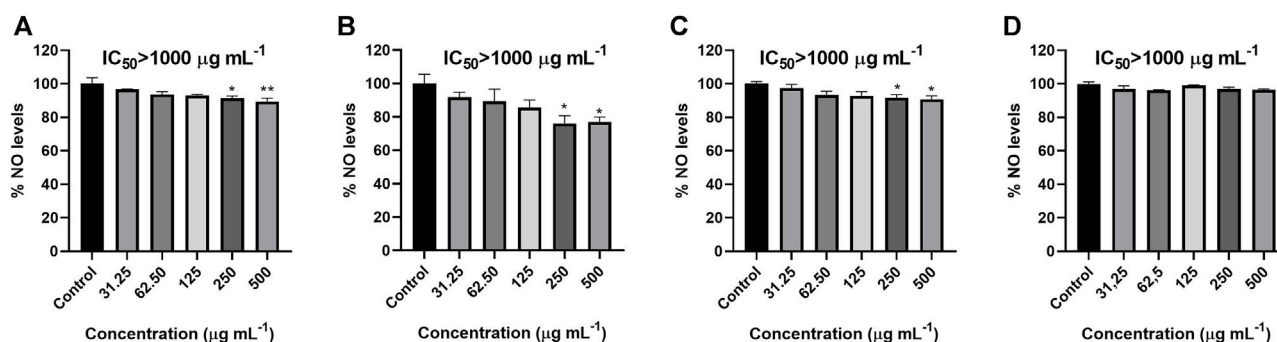 A
IC50>1000 μg mL-1
% NO levels
120
100
80
60
40
20
0
* **
Control 31.25 62.50 125 250 500
Concentration (μg mL-1)
B
IC50>1000 μg mL-1
% NO levels
120
100
80
60
40
20
0
* *
Control 31.25 62.50 125 250 500
Concentration (μg mL-1)
C
IC50>1000 μg mL-1
% NO levels
120
100
80
60
40
20
0
* *
Control 31.25 62.50 125 250 500
Concentration (μg mL-1)
D
IC50>1000 μg mL-1
% NO levels
120
100
80
60
40
20
0
Control 31,25 62,5 125 250 500
Concentration (μg mL-1)